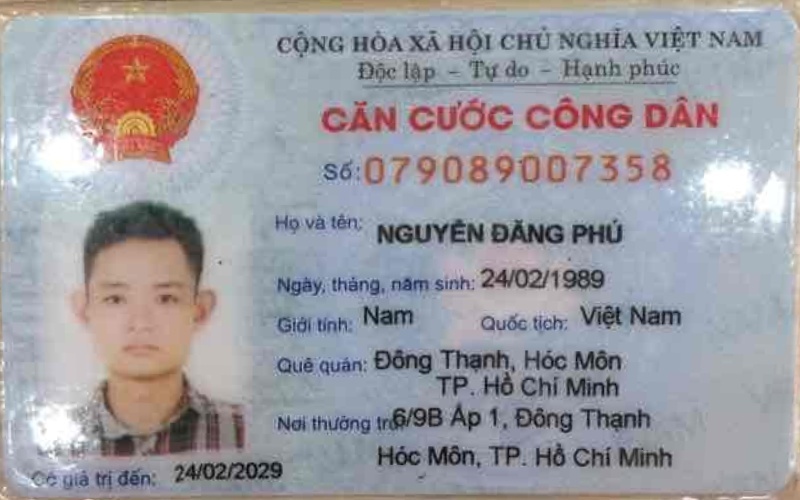 CỘNG HÒA XÃ HỘI CHỦ NGHĨA VIỆT NAM
Độc lập – Tự do – Hạnh phúc
CĂN CƯỚC CÔNG DÂN
Số: 079089007358
Họ và tên: NGUYỄN ĐĂNG PHÚ
Ngày, tháng, năm sinh: 24/02/1989
Giới tính: Nam Quốc tịch: Việt Nam
Quê quán: Đông Thạnh, Hóc Môn
TP. Hồ Chí Minh
Nơi thường trú: 6/9B Ấp 1, Đông Thạnh
Hóc Môn, TP. Hồ Chí Minh
Có giá trị đến: 24/02/2029